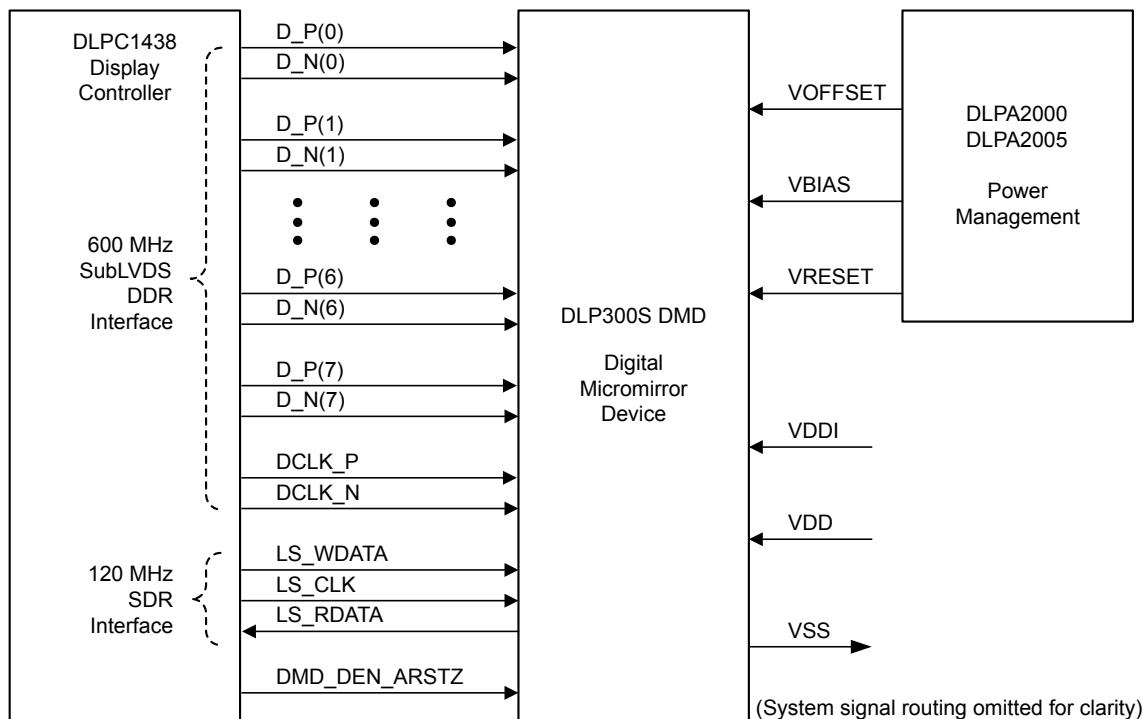 DLPC1438
Display
Controller
600 MHz
SubLVDS
DDR
Interface
120 MHz
SDR
Interface
D_P(0)
D_N(0)
D_P(1)
D_N(1)
D_P(6)
D_N(6)
D_P(7)
D_N(7)
DCLK_P
DCLK_N
LS_WDATA
LS_CLK
LS_RDATA
DMD_DEN_ARSTZ
DLP300S DMD
Digital
Micromirror
Device
VOFFSET
VBIAS
VRESET
VDDI
VDD
VSS
DLPA2000
DLPA2005
Power
Management
(System signal routing omitted for clarity)